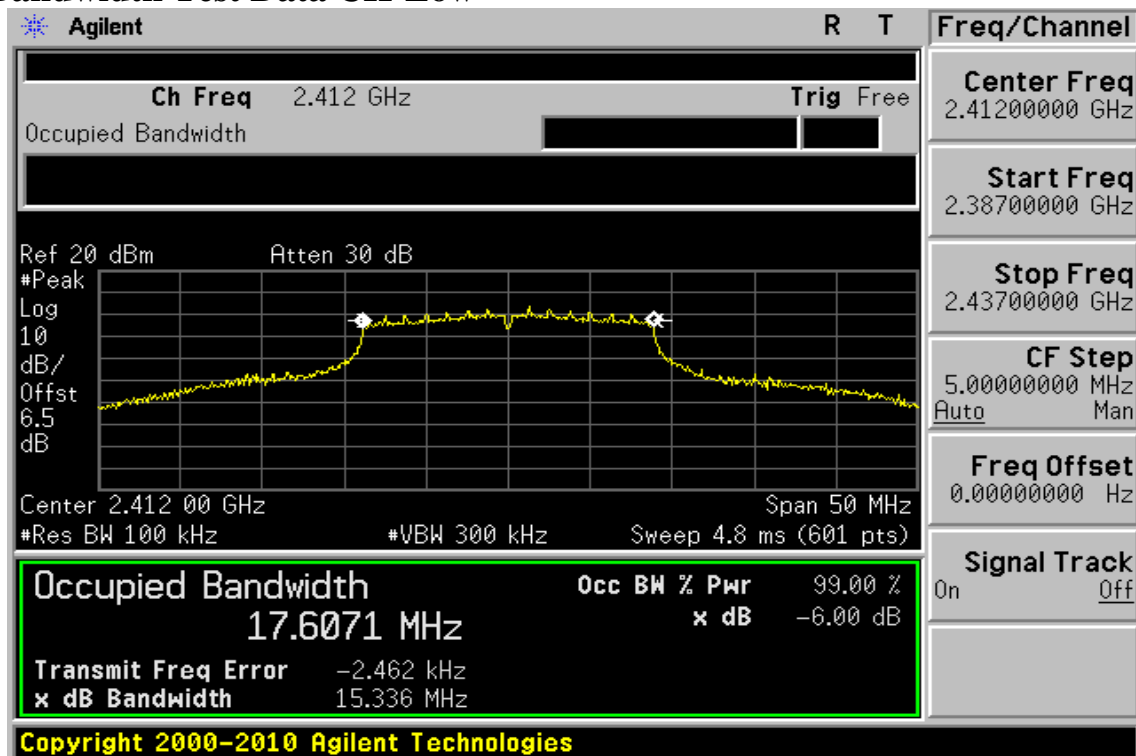 Agilent R T Freq/Channel
Ch Freq 2.412 GHz Trig Free
Occupied Bandwidth
Center Freq
2.41200000 GHz
Start Freq
2.38700000 GHz
Stop Freq
2.43700000 GHz
CF Step
5.00000000 MHz
Auto Man
Freq Offset
0.00000000 Hz
Signal Track
On Off
Ref 20 dBm Atten 30 dB
#Peak
Log
10
dB/
Offst
6.5
dB
Center 2.412 00 GHz Span 50 MHz
#Res BW 100 kHz #VBW 300 kHz Sweep 4.8 ms (601 pts)
Occupied Bandwidth Occ BW % Pwr 99.00 %
17.6071 MHz x dB -6.00 dB
Transmit Freq Error -2.462 kHz
x dB Bandwidth 15.336 MHz
Copyright 2000-2010 Agilent Technologies